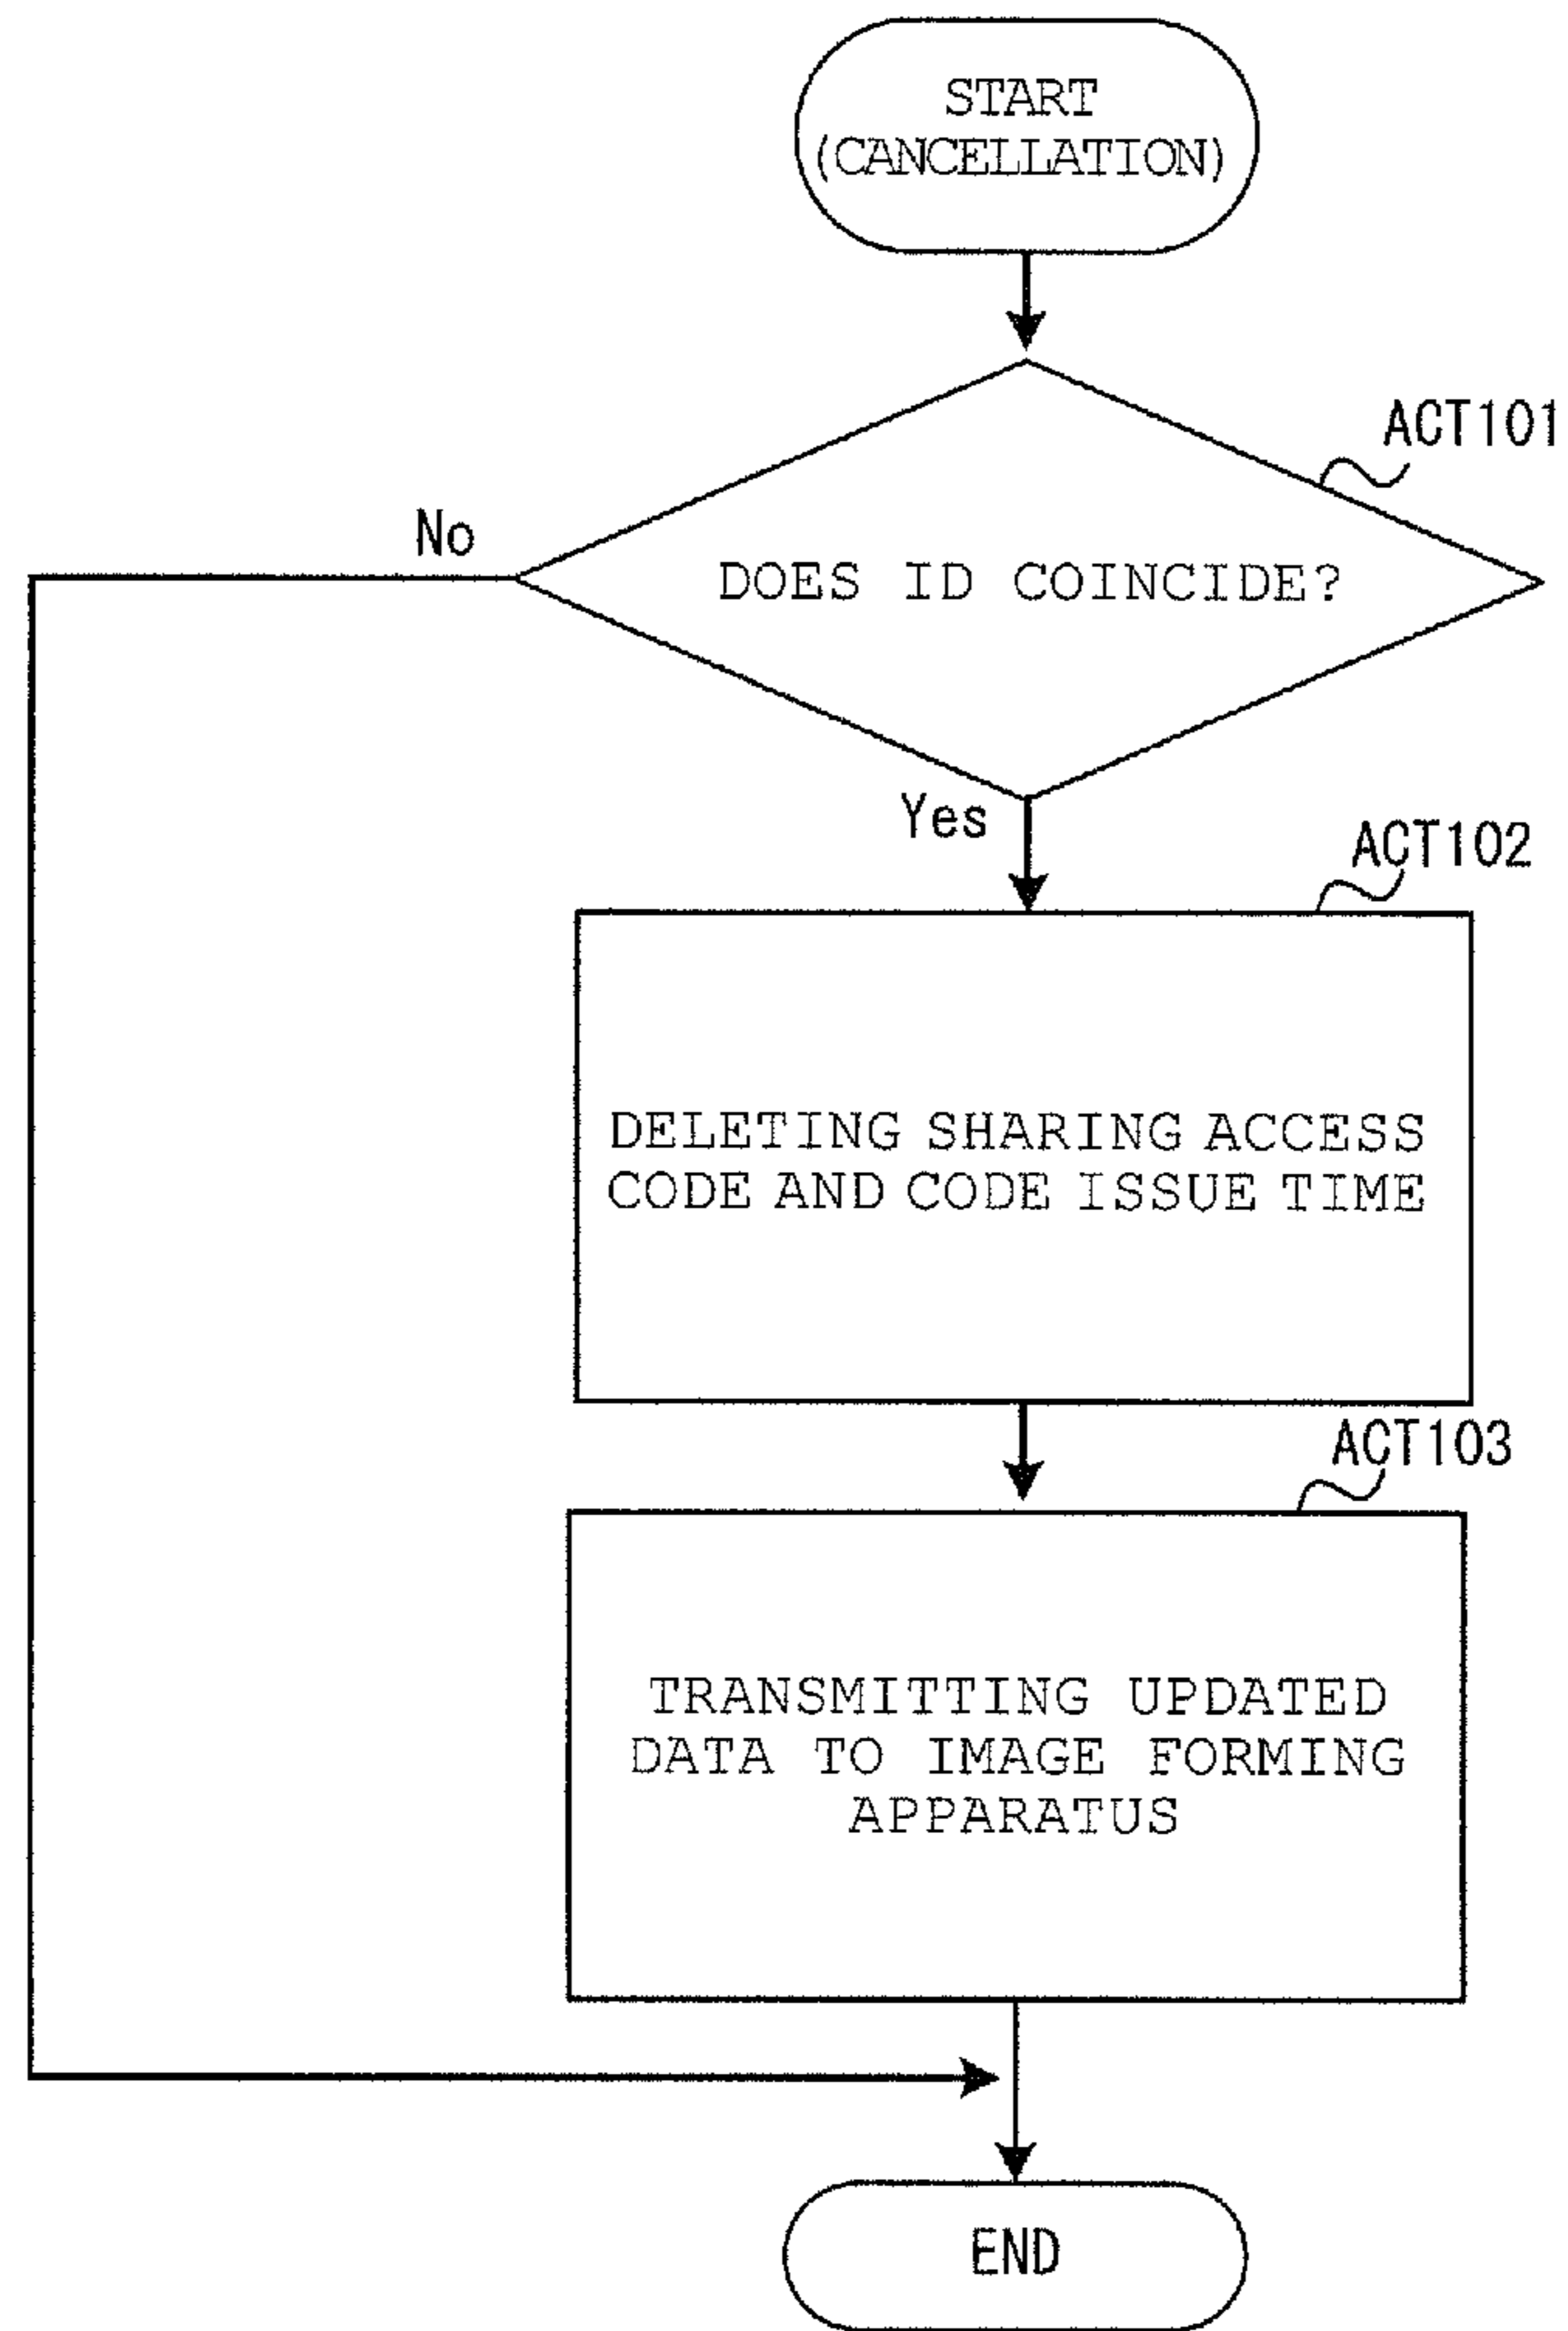 START
(CANCELLATION)
ACT101
No
DOES ID COINCIDE?
Yes
ACT102
DELETING SHARING ACCESS
CODE AND CODE ISSUE TIME
ACT103
TRANSMITTING UPDATED
DATA TO IMAGE FORMING
APPARATUS
END